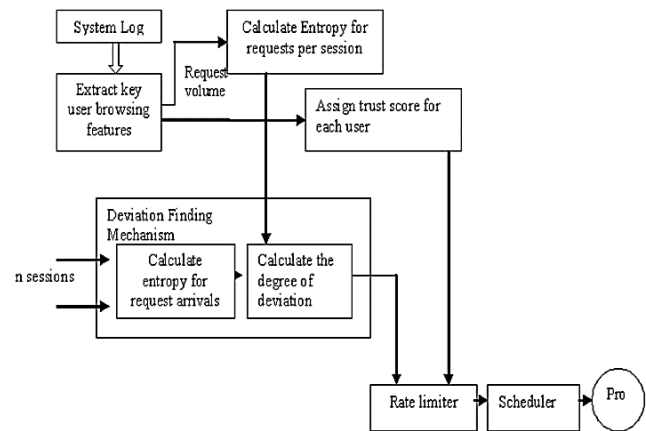 System Log
Calculate Entropy for
requests per session
Request
volume
Extract key
user browsing
features
Assign trust score for
each user
Deviation Finding
Mechanism
n sessions
Calculate
entropy for
request arrivals
Calculate the
degree of
deviation
Rate limiter
Scheduler
Pro